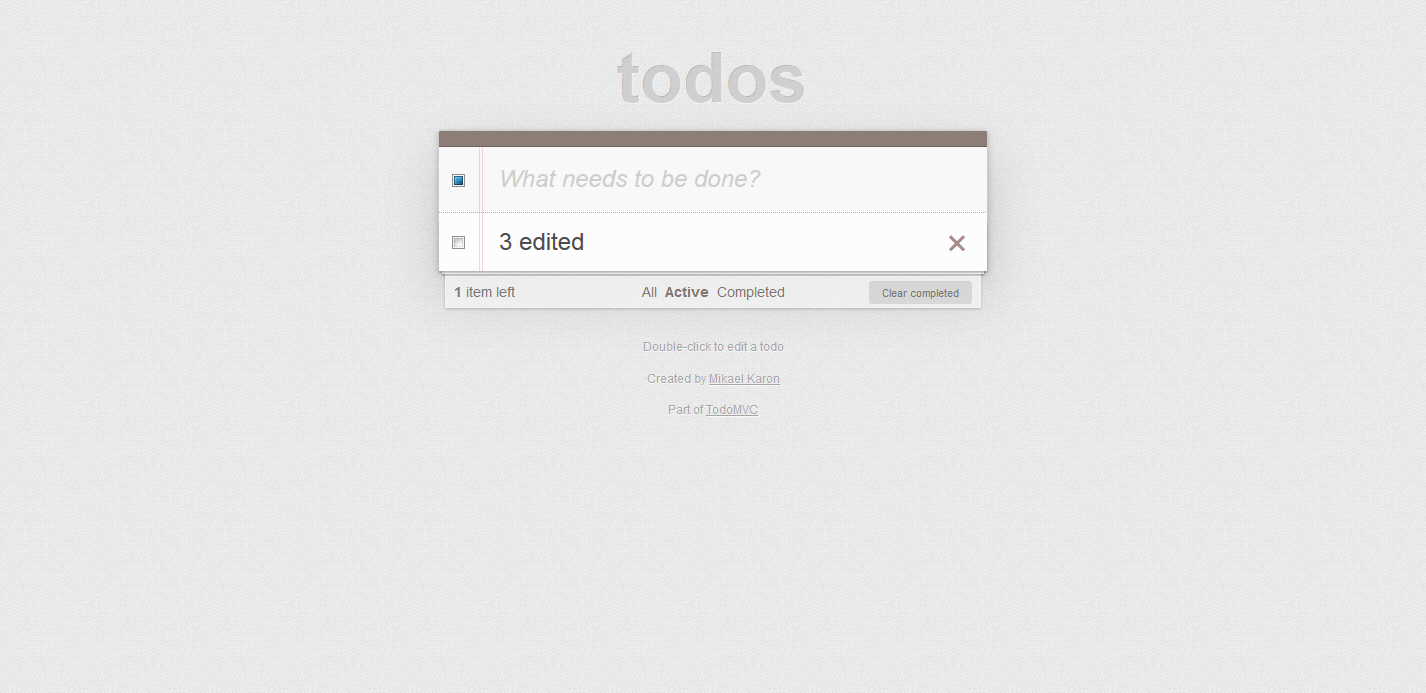 todos
What needs to be done?
3 edited
1 item left All Active Completed Clear completed
Double-click to edit a todo
Created by Mikael Karon
Part of TodoMVC